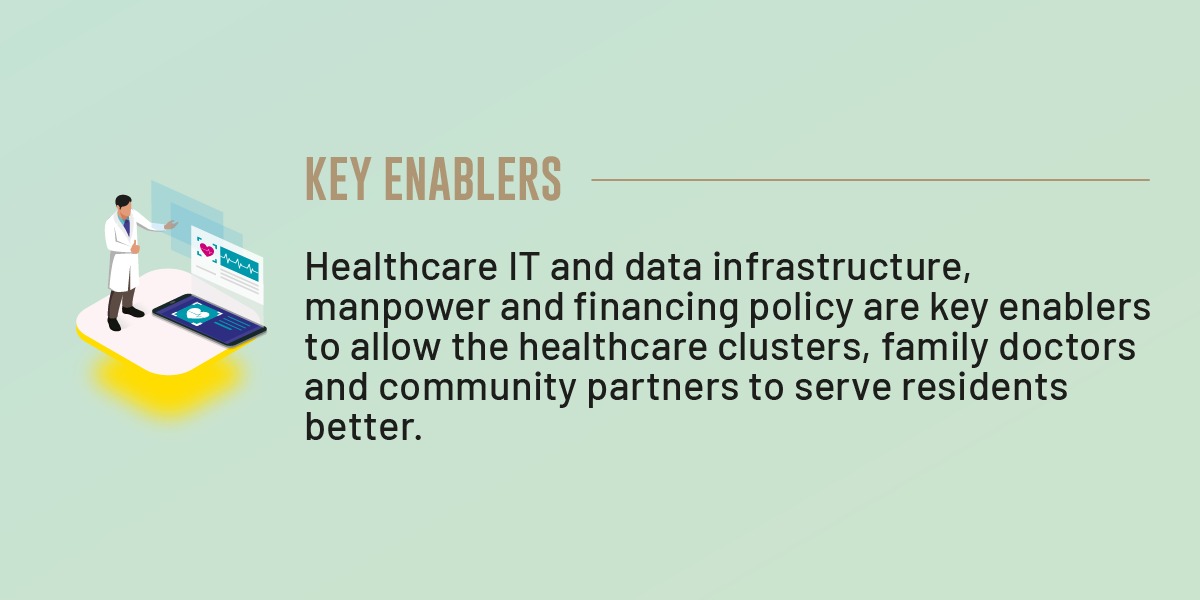 KEY ENABLERS
Healthcare IT and data infrastructure,
manpower and financing policy are key enablers
to allow the healthcare clusters, family doctors
and community partners to serve residents
better.